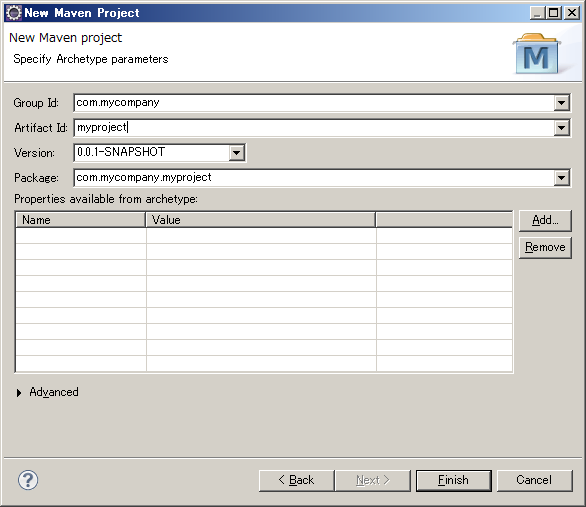 New Maven Project
New Maven project
Specify Archetype parameters
M
Group Id: com.mycompany
Artifact Id: myproject
Version: 0.0.1-SNAPSHOT
Package: com.mycompany.myproject
Properties available from archetype:
Name Value
Add...
Remove
Advanced
? < Back Next > Finish Cancel